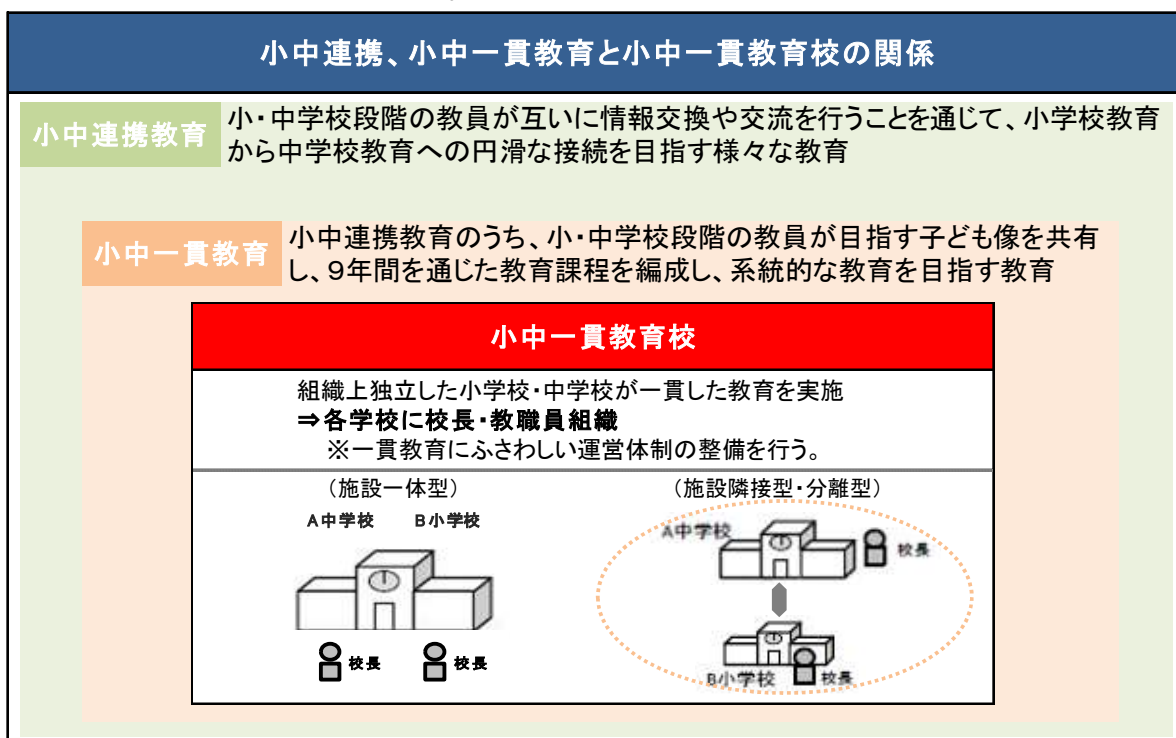 小中連携、小中一貫教育と小中一貫教育校の関係
小中連携教育
小・中学校段階の教員が互いに情報交換や交流を行うことを通じて、小学校教育
から中学校教育への円滑な接続を目指す様々な教育
小中一貫教育
小中連携教育のうち、小・中学校段階の教員が目指す子ども像を共有
し、９年間を通じた教育課程を編成し、系統的な教育を目指す教育
小中一貫教育校
組織上独立した小学校・中学校が一貫した教育を実施
⇒各学校に校長・教職員組織
※一貫教育にふさわしい運営体制の整備を行う。
（施設一体型）
A中学校 B小学校
校長 校長
（施設隣接型・分離型）
A中学校
校長
B小学校 校長